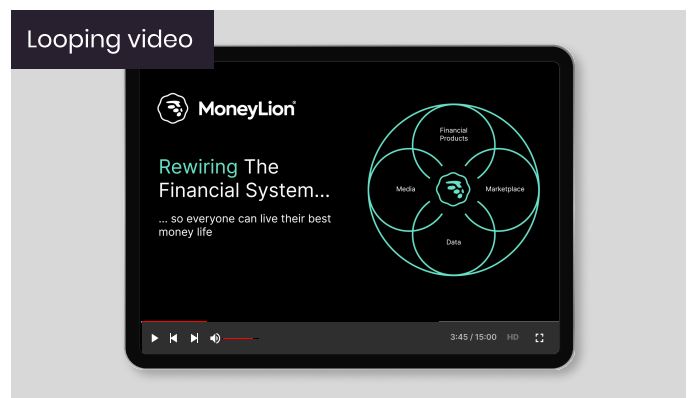 Looping video
MoneyLion®
Rewiring The
Financial System...
... so everyone can live their best
money life
Financial
Products
Media
Marketplace
Data
3:45 / 15:00 HD